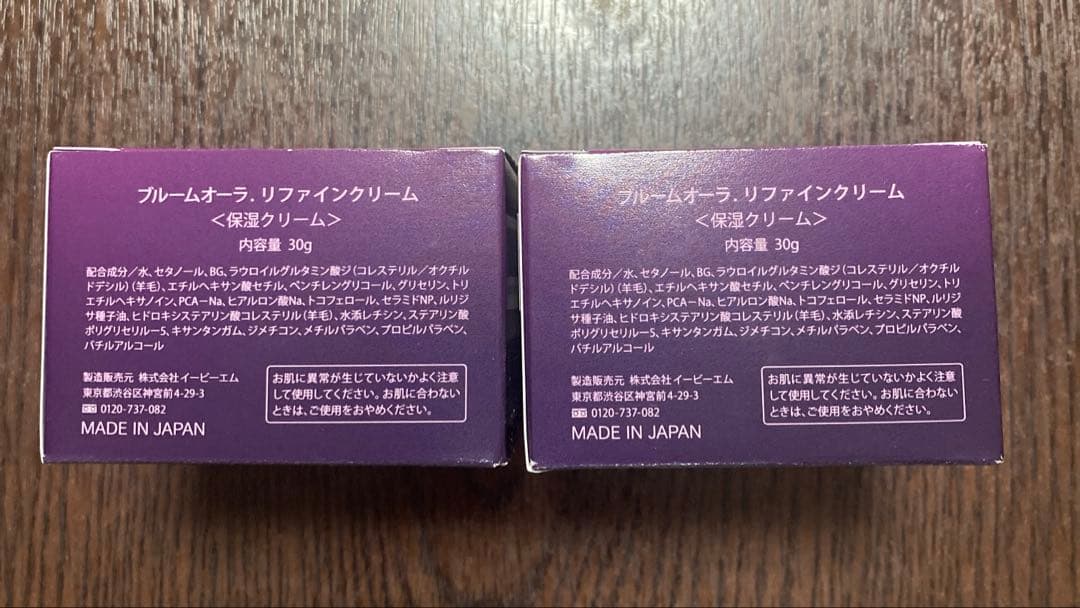 ブルームオーラ. リファインクリーム
＜保湿クリーム＞
内容量 30g
配合成分／水、セタノール、BG、ラウロイルグルタミン酸ジ（コレステリル／オクチル
ドデシル）（羊毛）、エチルヘキサン酸セチル、ペンチレングリコール、グリセリン、トリ
エチルヘキサノイン、PCAーNa、ヒアルロン酸Na、トコフェロール、セラミドNP、ルリジ
サ種子油、ヒドロキシステアリン酸コレステリル（羊毛）、水添レチシン、ステアリン酸
ポリグリセリルー5、キサンタンガム、ジメチコン、メチルパラベン、プロピルパラベン、
バチルアルコール
製造販売元 株式会社イーピーエム
東京都渋谷区神宮前4-29-3
0120-737-082
MADE IN JAPAN
お肌に異常が生じていないかよく注意
して使用してください。お肌に合わない
ときは、ご使用をおやめください。
ブルームオーラ. リファインクリーム
＜保湿クリーム＞
内容量 30g
配合成分／水、セタノール、BG、ラウロイルグルタミン酸ジ（コレステリル／オクチル
ドデシル）（羊毛）、エチルヘキサン酸セチル、ペンチレングリコール、グリセリン、トリ
エチルヘキサノイン、PCAーNa、ヒアルロン酸Na、トコフェロール、セラミドNP、ルリジ
サ種子油、ヒドロキシステアリン酸コレステリル（羊毛）、水添レチシン、ステアリン酸
ポリグリセリルー5、キサンタンガム、ジメチコン、メチルパラベン、プロピルパラベン、
バチルアルコール
製造販売元 株式会社イーピーエム
東京都渋谷区神宮前4-29-3
0120-737-082
MADE IN JAPAN
お肌に異常が生じていないかよく注意
して使用してください。お肌に合わない
ときは、ご使用をおやめください。